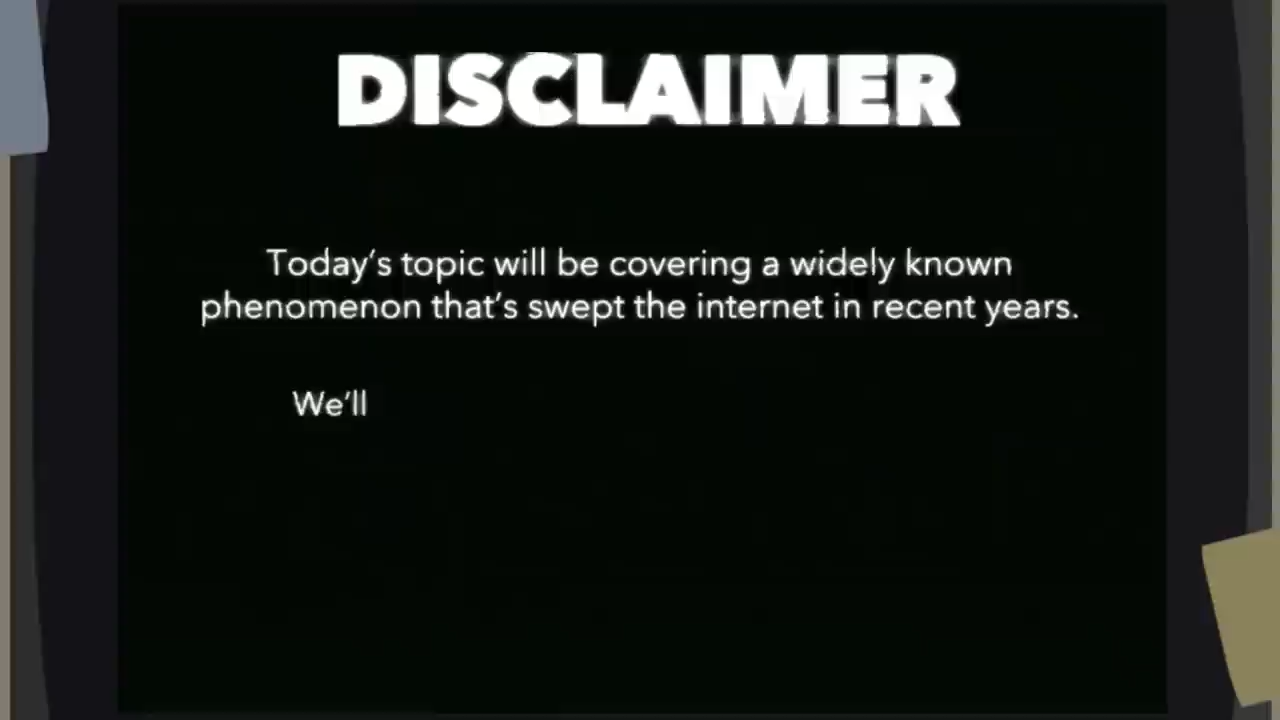 DISCLAIMER
Today's topic will be covering a widely known
phenomenon that's swept the internet in recent years.
We'll